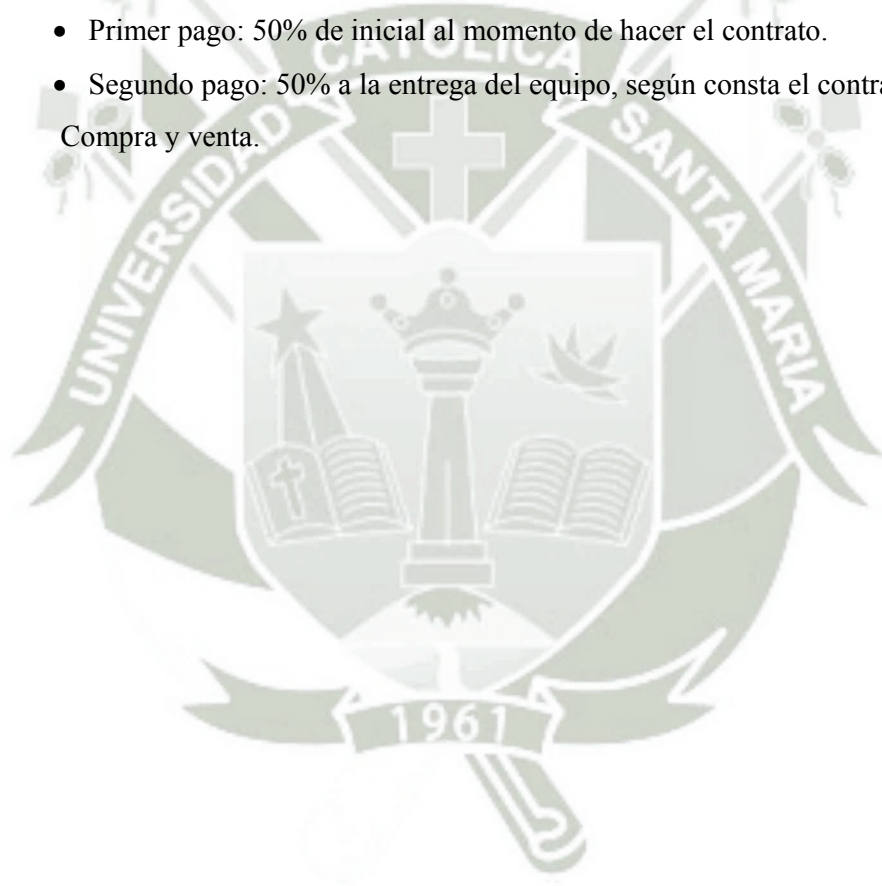 • Primer pago: 50% de inicial al momento de hacer el contrato.
• Segundo pago: 50% a la entrega del equipo, según consta el
Compra y venta.
UNIVERSIDAD CATOLICA SANTA MARIA
1961